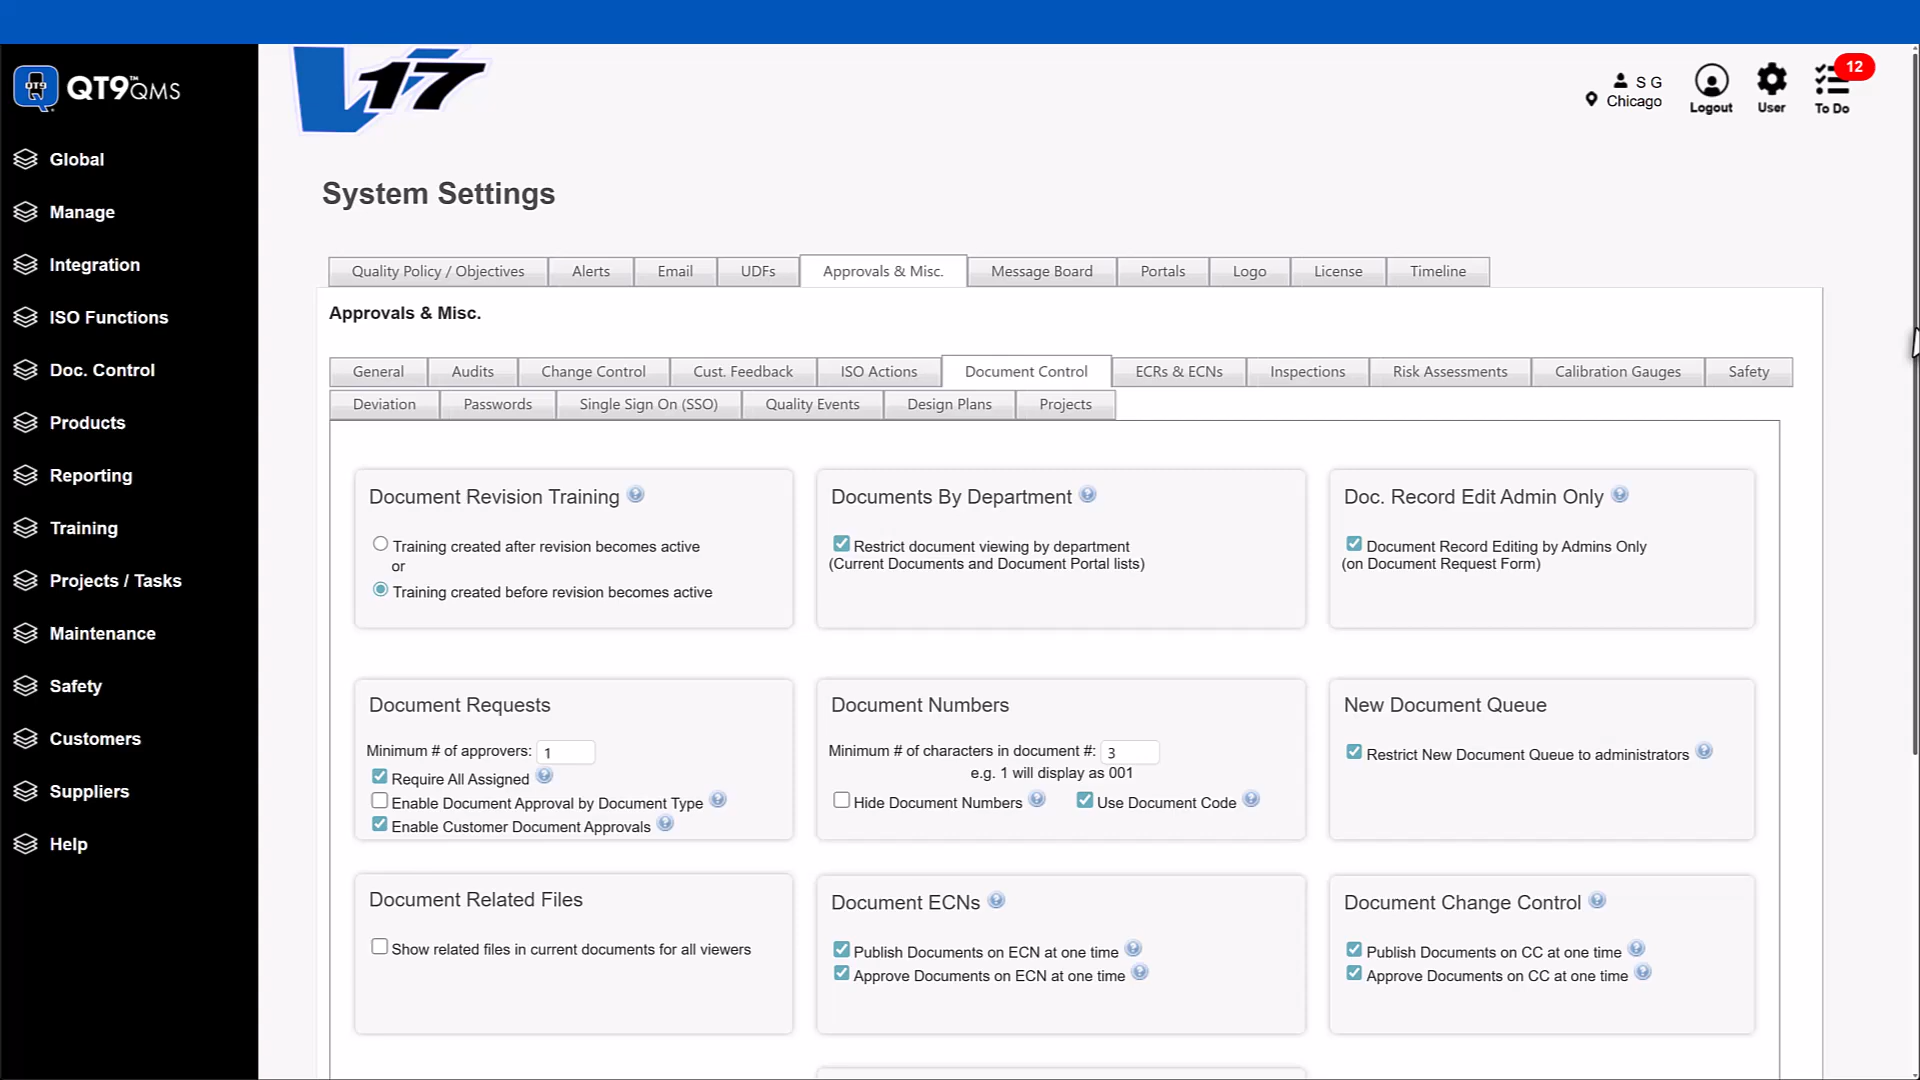 QT9™QMS
V17
S G
Chicago
Logout
User
12
To Do
Global
Manage
Integration
ISO Functions
Doc. Control
Products
Reporting
Training
Projects / Tasks
Maintenance
Safety
Customers
Suppliers
Help
System Settings
Quality Policy / Objectives
Alerts
Email
UDFs
Approvals & Misc.
Message Board
Portals
Logo
License
Timeline
Approvals & Misc.
General
Audits
Change Control
Cust. Feedback
ISO Actions
Document Control
ECRs & ECNs
Inspections
Risk Assessments
Calibration Gauges
Safety
Deviation
Passwords
Single Sign On (SSO)
Quality Events
Design Plans
Projects
Document Revision Training
Training created after revision becomes active
or
Training created before revision becomes active
Documents By Department
Restrict document viewing by department
(Current Documents and Document Portal lists)
Doc. Record Edit Admin Only
Document Record Editing by Admins Only
(on Document Request Form)
Document Requests
Minimum # of approvers: 1
Require All Assigned
Enable Document Approval by Document Type
Enable Customer Document Approvals
Document Numbers
Minimum # of characters in document #: 3
e.g. 1 will display as 001
Hide Document Numbers
Use Document Code
New Document Queue
Restrict New Document Queue to administrators
Document Related Files
Show related files in current documents for all viewers
Document ECNs
Publish Documents on ECN at one time
Approve Documents on ECN at one time
Document Change Control
Publish Documents on CC at one time
Approve Documents on CC at one time